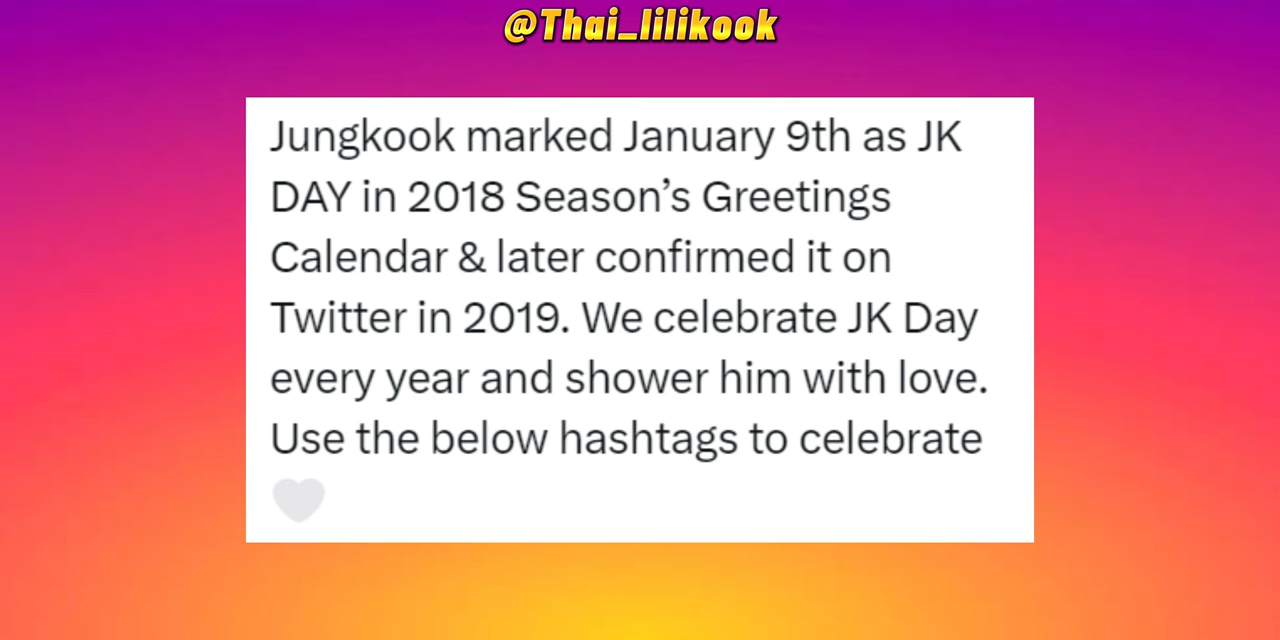 @Thai_lilikook
Jungkook marked January 9th as JK
DAY in 2018 Season’s Greetings
Calendar & later confirmed it on
Twitter in 2019. We celebrate JK Day
every year and shower him with love.
Use the below hashtags to celebrate
🤍